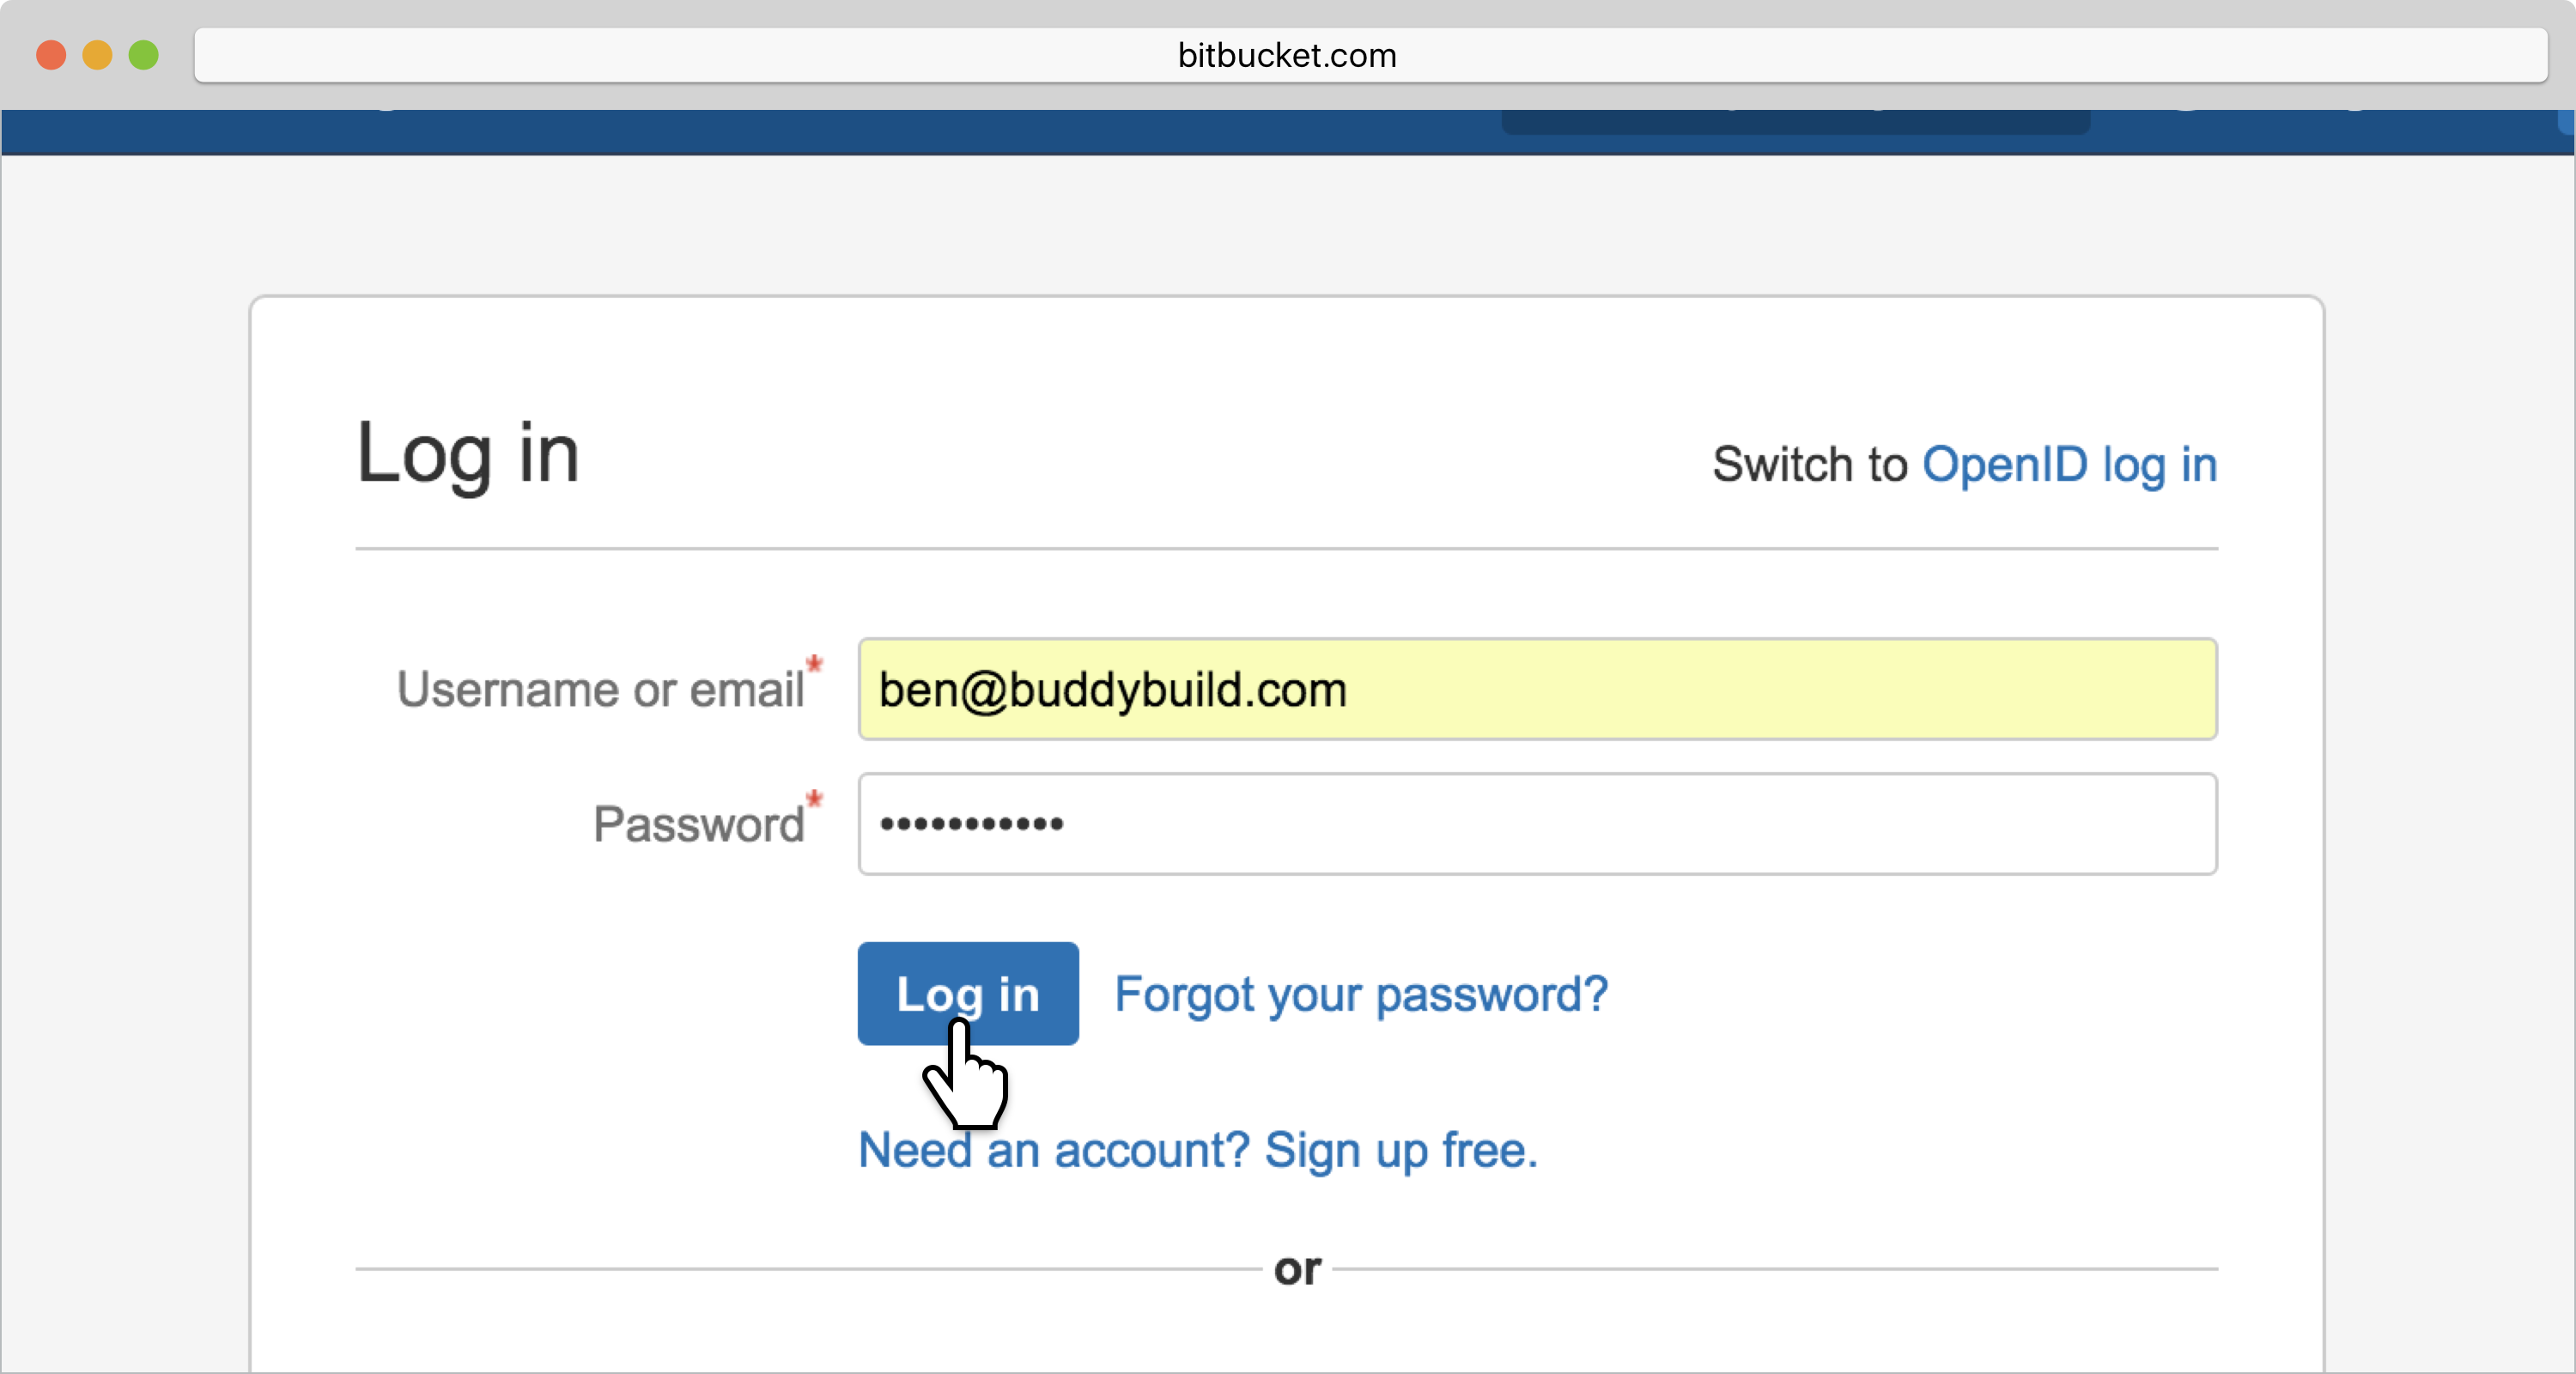 bitbucket.com
Log in
Switch to OpenID log in
Username or email*
ben@buddybuild.com
Password*
•••••••••••
Log in
Forgot your password?
Need an account? Sign up free.
or